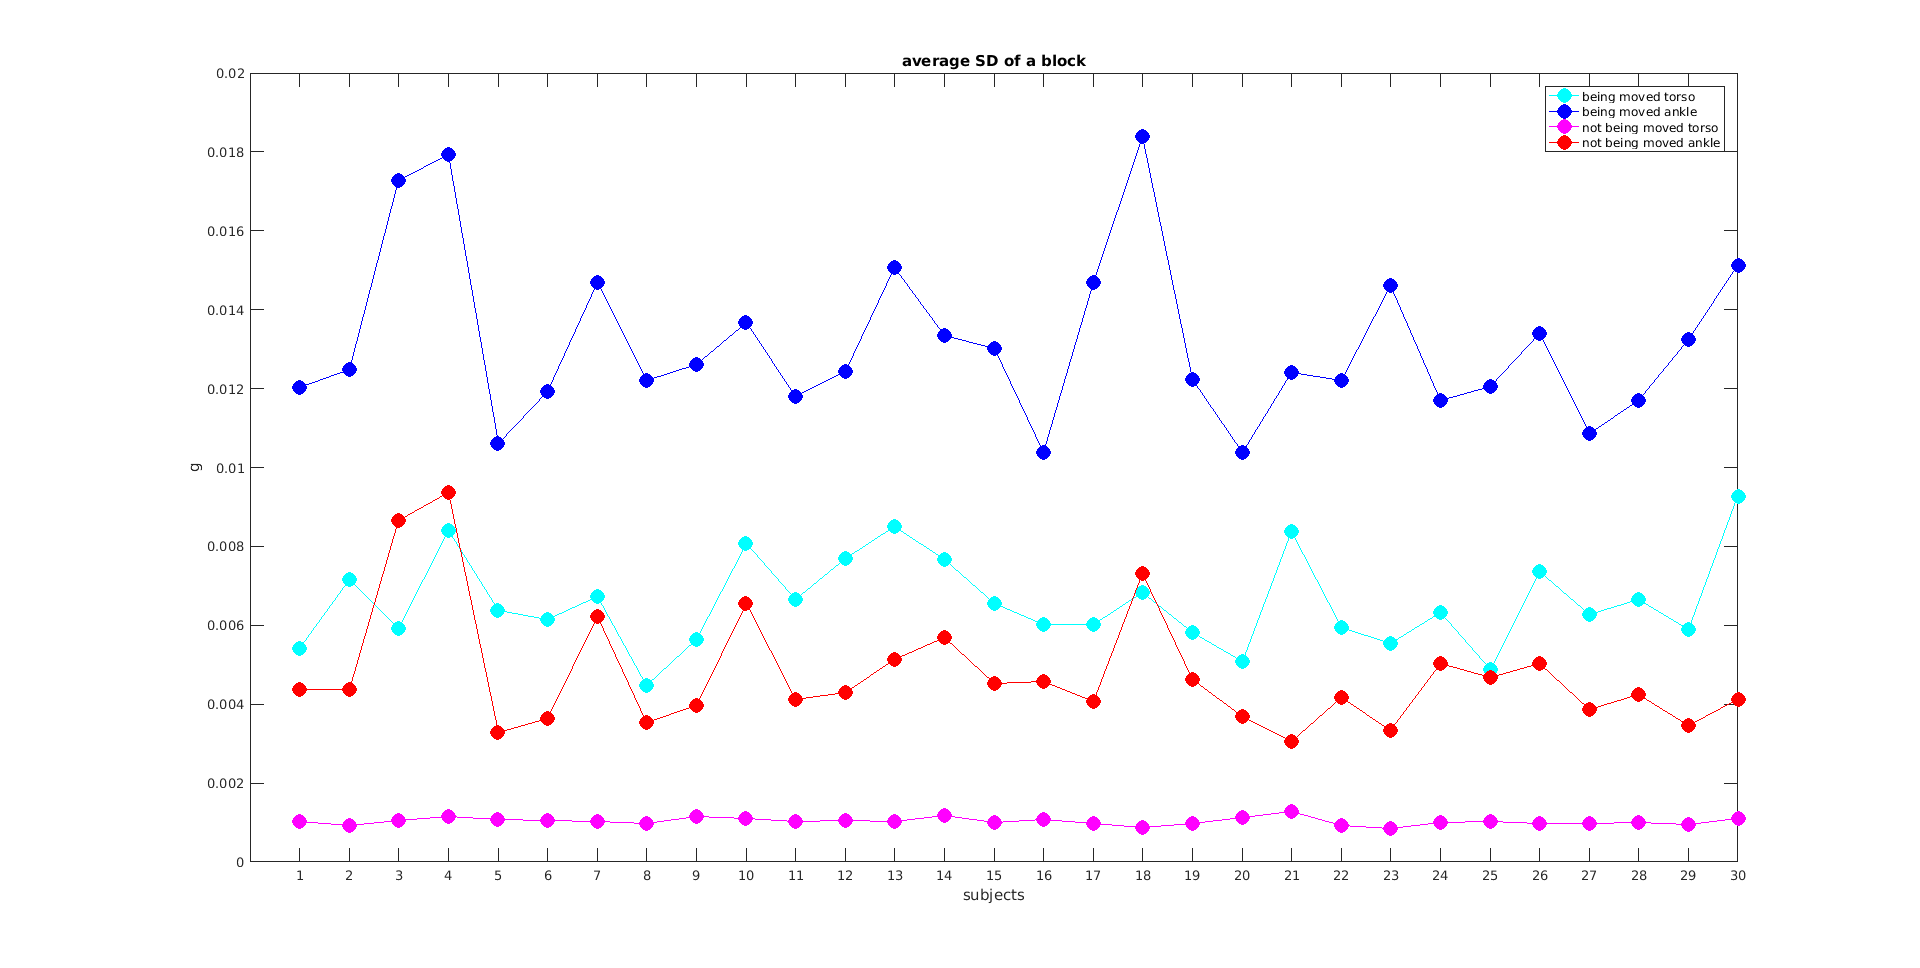 average SD of a block
being moved torso
being moved ankle
not being moved torso
not being moved ankle
0.02
0.018
0.016
0.014
0.012
0.01
0.008
0.006
0.004
0.002
0
g
1 2 3 4 5 6 7 8 9 10 11 12 13 14 15 16 17 18 19 20 21 22 23 24 25 26 27 28 29 30
subjects